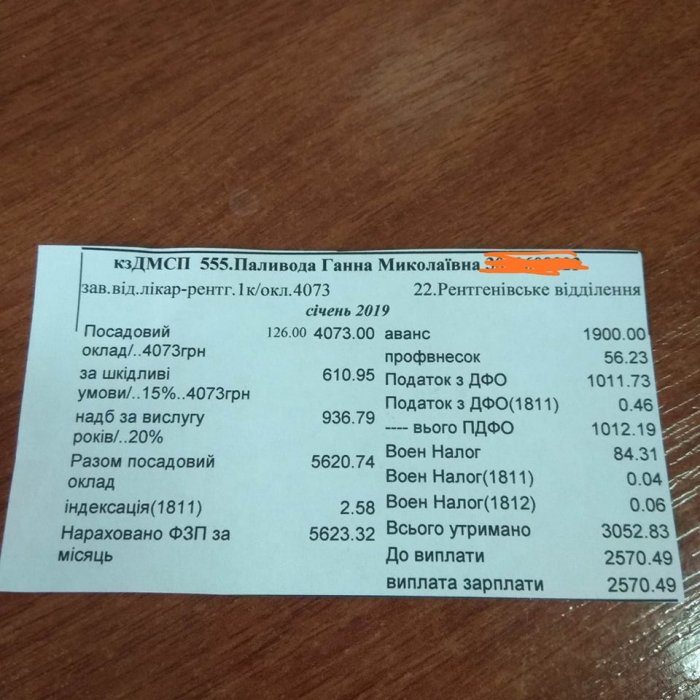 кзДМСП 555.Паливода Ганна Миколаївна
зав.від.лікар-рентг.1к/окл.4073 22.Рентгенівське відділення
січень 2019
Посадовий 126.00 4073.00
оклад/..4073грн
за шкідливі 610.95
умови/..15%..4073грн
надб за вислугу 936.79
років/..20%
Разом посадовий 5620.74
оклад
індексація(1811) 2.58
Нараховано ФЗП за 5623.32
місяць
аванс 1900.00
профвнесок 56.23
Податок з ДФО 1011.73
Податок з ДФО(1811) 0.46
---- вього ПДФО 1012.19
Воен Налог 84.31
Воен Налог(1811) 0.04
Воен Налог(1812) 0.06
Всього утримано 3052.83
До виплати 2570.49
виплата зарплати 2570.49